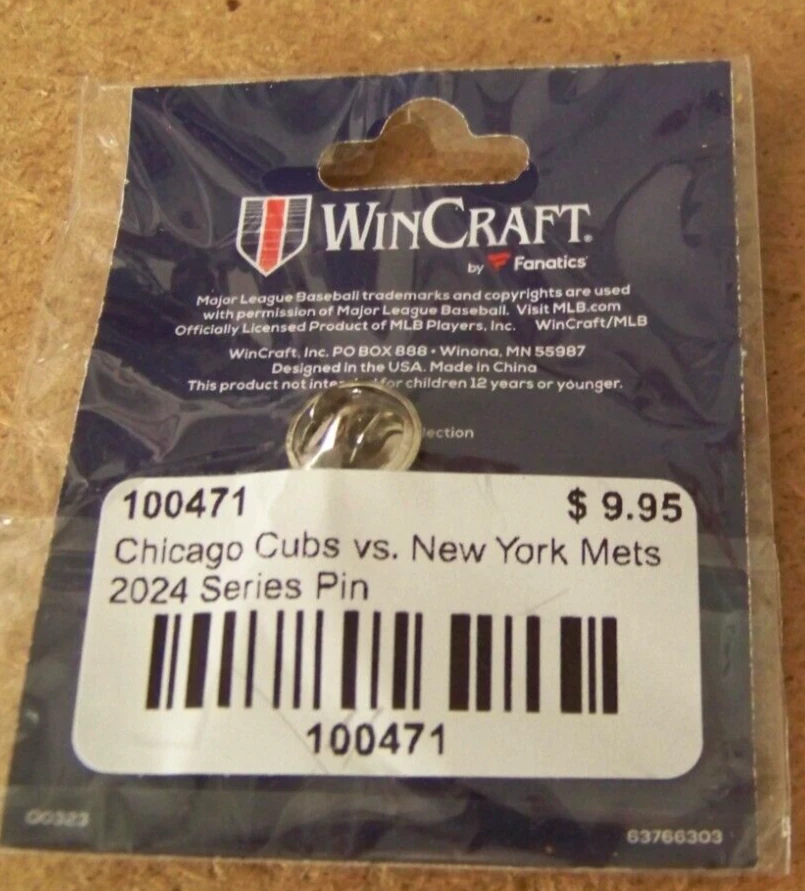 WINCRAFT®
by Fanatics
Major League Baseball trademarks and copyrights are used
with permission of Major League Baseball. Visit MLB.com
Officially Licensed Product of MLB Players, Inc. WinCraft/MLB
WinCraft, Inc. PO BOX 888 • Winona, MN 55987
Designed in the USA. Made in China
This product not for children 12 years or younger.
100471 $ 9.95
Chicago Cubs vs. New York Mets
2024 Series Pin
100471
63766303